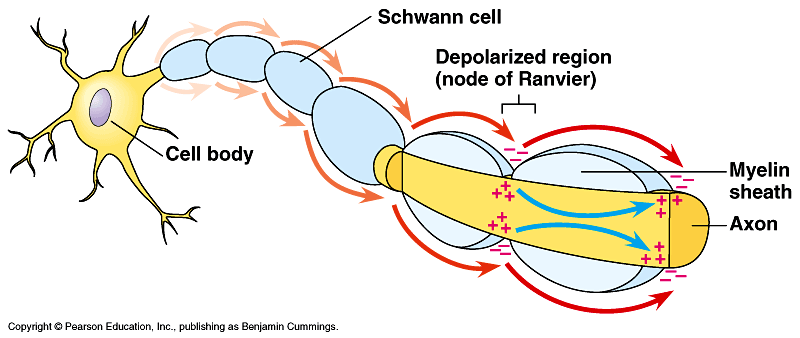 Schwann cell
Depolarized region
(node of Ranvier)
Cell body
Myelin
sheath
Axon
Copyright © Pearson Education, Inc., publishing as Benjamin Cummings.